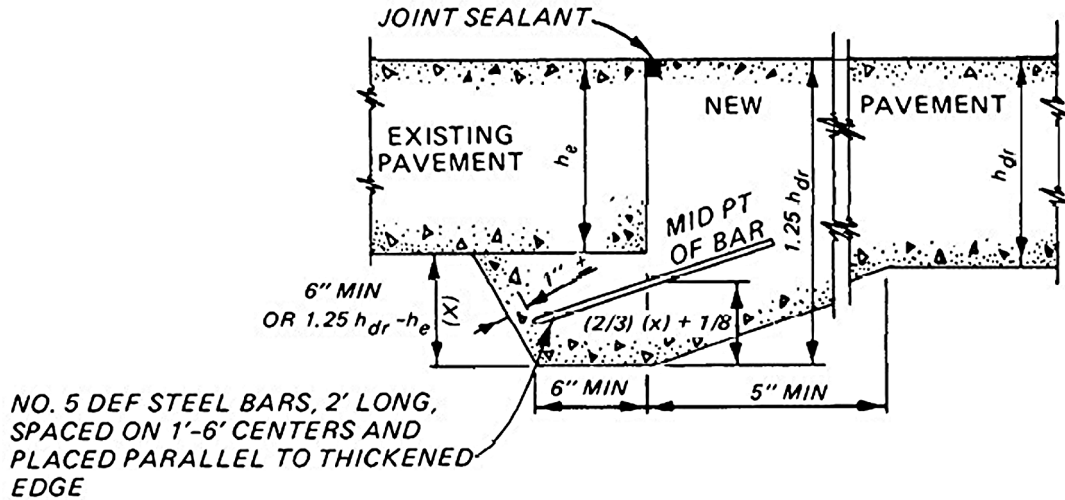 JOINT SEALANT
NEW
PAVEMENT
EXISTING
PAVEMENT
he
1.25 hdr
hdr
MID PT
OF BAR
1" ±
6" MIN
OR 1.25 hdr -he
(X)
(2/3) (x) + 1/8
6" MIN
5" MIN
NO. 5 DEF STEEL BARS, 2' LONG,
SPACED ON 1'-6' CENTERS AND
PLACED PARALLEL TO THICKENED
EDGE